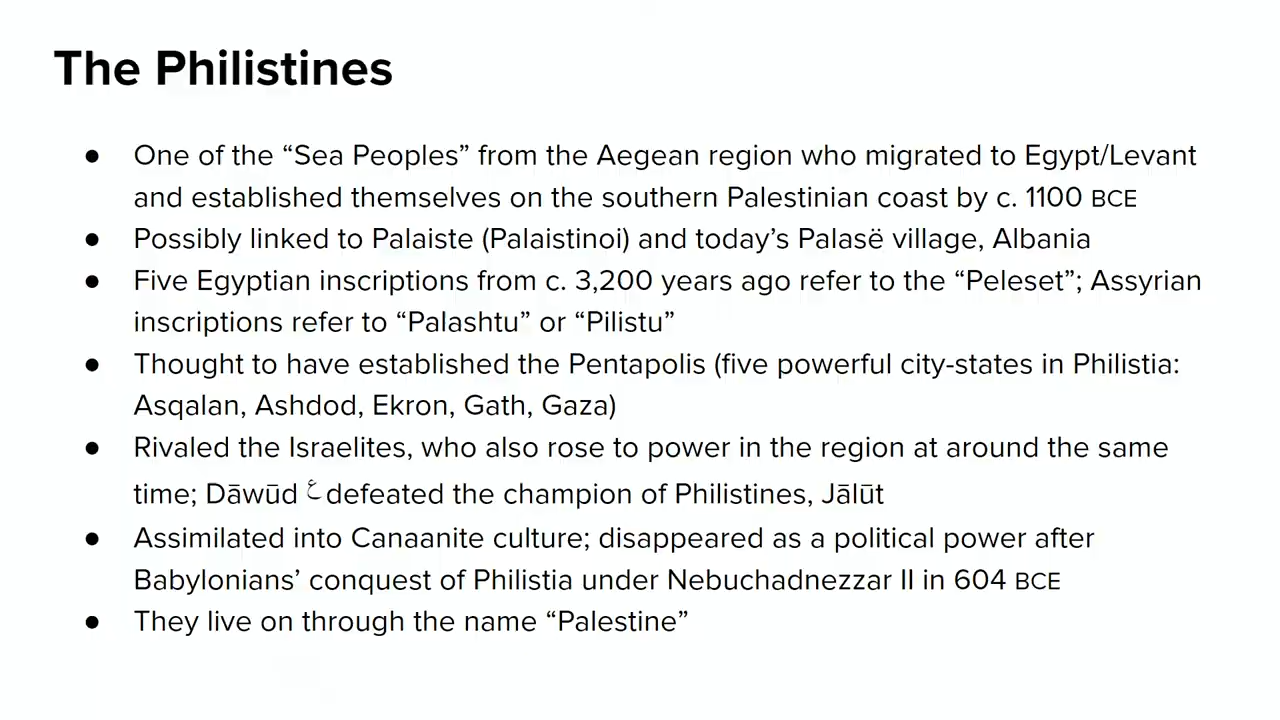 The Philistines
● One of the “Sea Peoples” from the Aegean region who migrated to Egypt/Levant
and established themselves on the southern Palestinian coast by c. 1100 BCE
● Possibly linked to Palaiste (Palaistinoi) and today’s Palasë village, Albania
● Five Egyptian inscriptions from c. 3,200 years ago refer to the “Peleset”; Assyrian
inscriptions refer to “Palashtu” or “Pilistu”
● Thought to have established the Pentapolis (five powerful city-states in Philistia:
Asqalan, Ashdod, Ekron, Gath, Gaza)
● Rivaled the Israelites, who also rose to power in the region at around the same
time; Dāwūd ؑ defeated the champion of Philistines, Jālūt
● Assimilated into Canaanite culture; disappeared as a political power after
Babylonians’ conquest of Philistia under Nebuchadnezzar II in 604 BCE
● They live on through the name “Palestine”